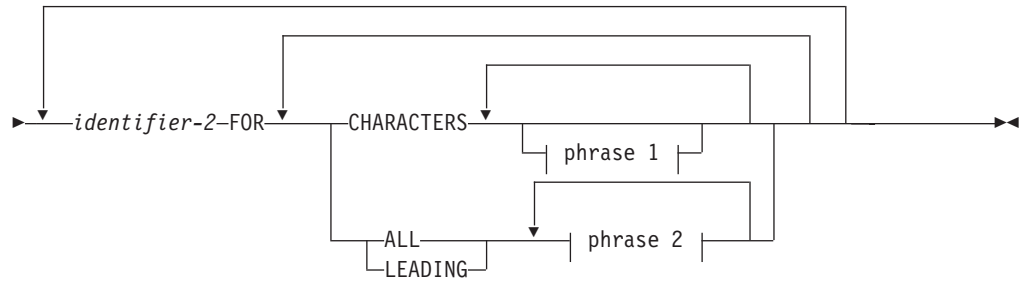 identifier-2 FOR CHARACTERS
phrase 1
ALL phrase 2
LEADING